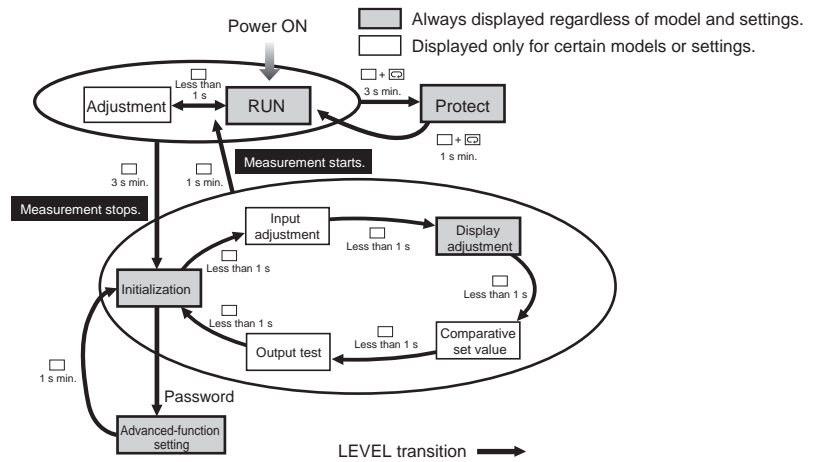 Power ON
Always displayed regardless of model and settings.
Displayed only for certain models or settings.
Less than
1 s
Adjustment
RUN
+
3 s min.
Protect
+
1 s min.
3 s min.
1 s min.
Measurement starts.
Measurement stops.
Input
adjustment
Less than 1 s
Display
adjustment
Less than 1 s
Initialization
Less than 1 s
Less than 1 s
Output test
Less than 1 s
Comparative
set value
1 s min.
Password
Advanced-function
setting
LEVEL transition